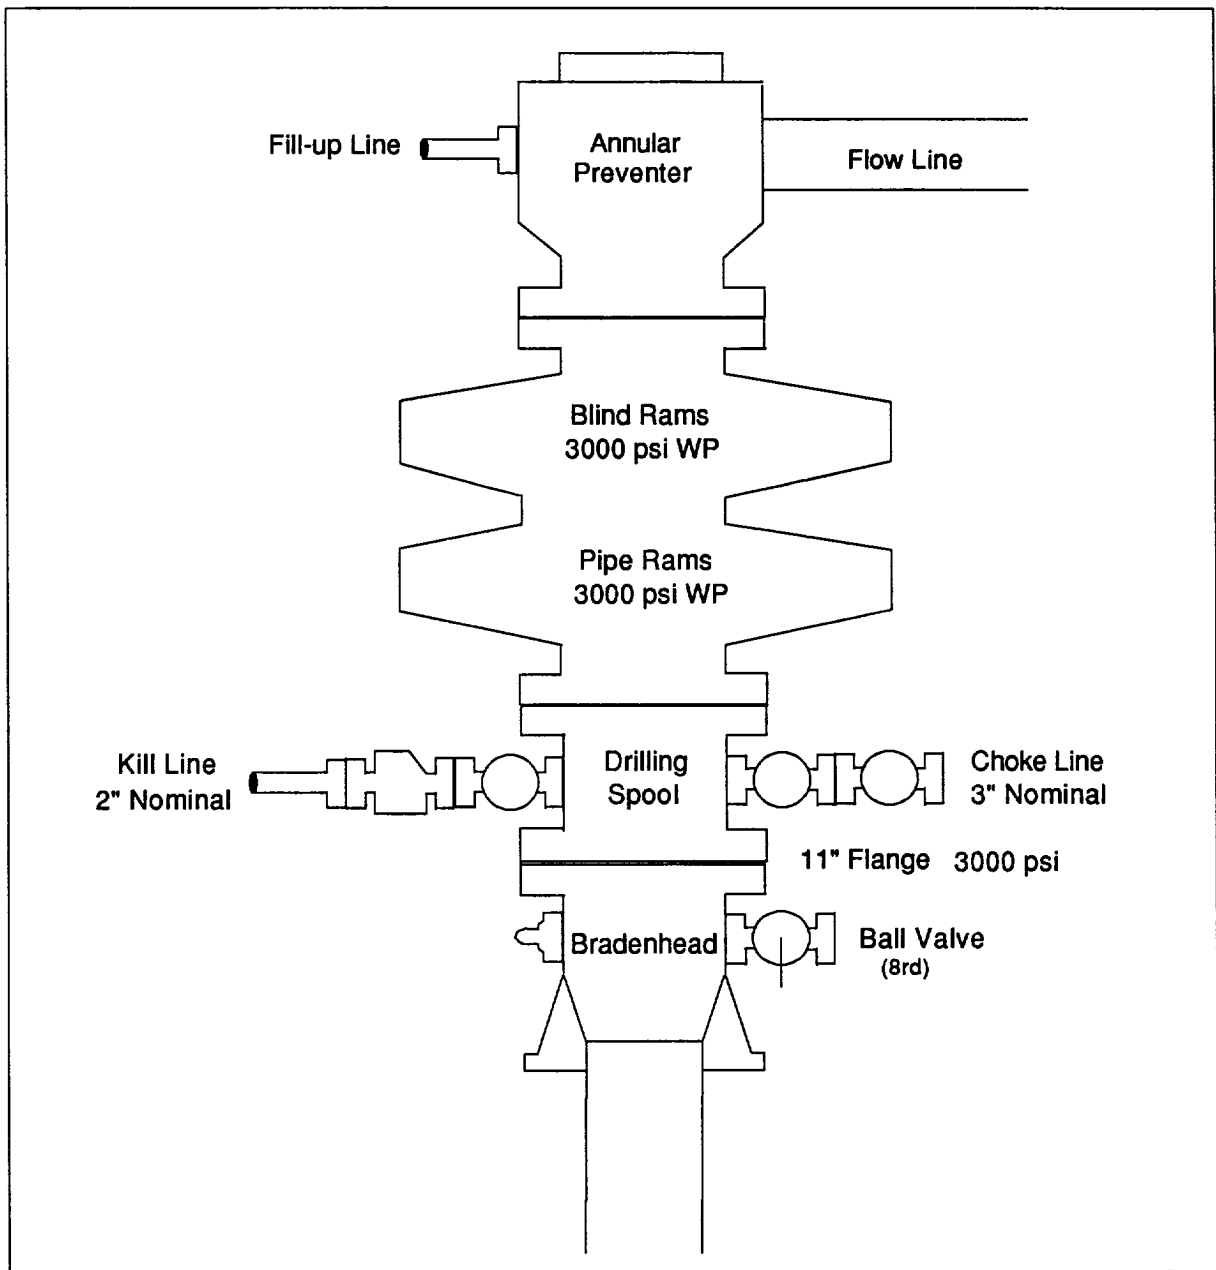 Fill-up Line
Annular
Preventer
Flow Line
Blind Rams
3000 psi WP
Pipe Rams
3000 psi WP
Kill Line
2" Nominal
Drilling
Spool
Choke Line
3" Nominal
11" Flange 3000 psi
Bradenhead
Ball Valve
(8rd)